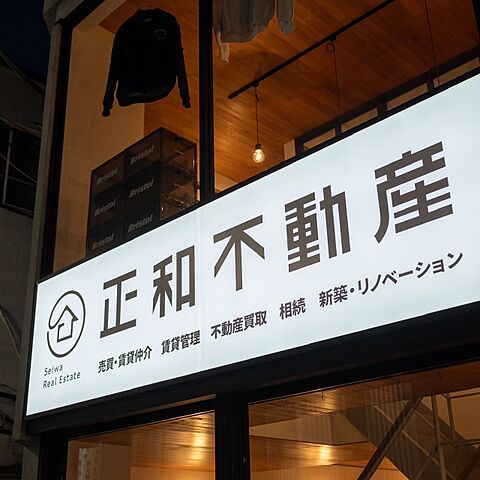 Bristol
Bristol
Bristol
Bristol
Bristol
Bristol
正和不動産
Seiwa
Real Estate
売買・賃貸仲介 賃貸管理 不動産買取 相続 新築・リノベーション